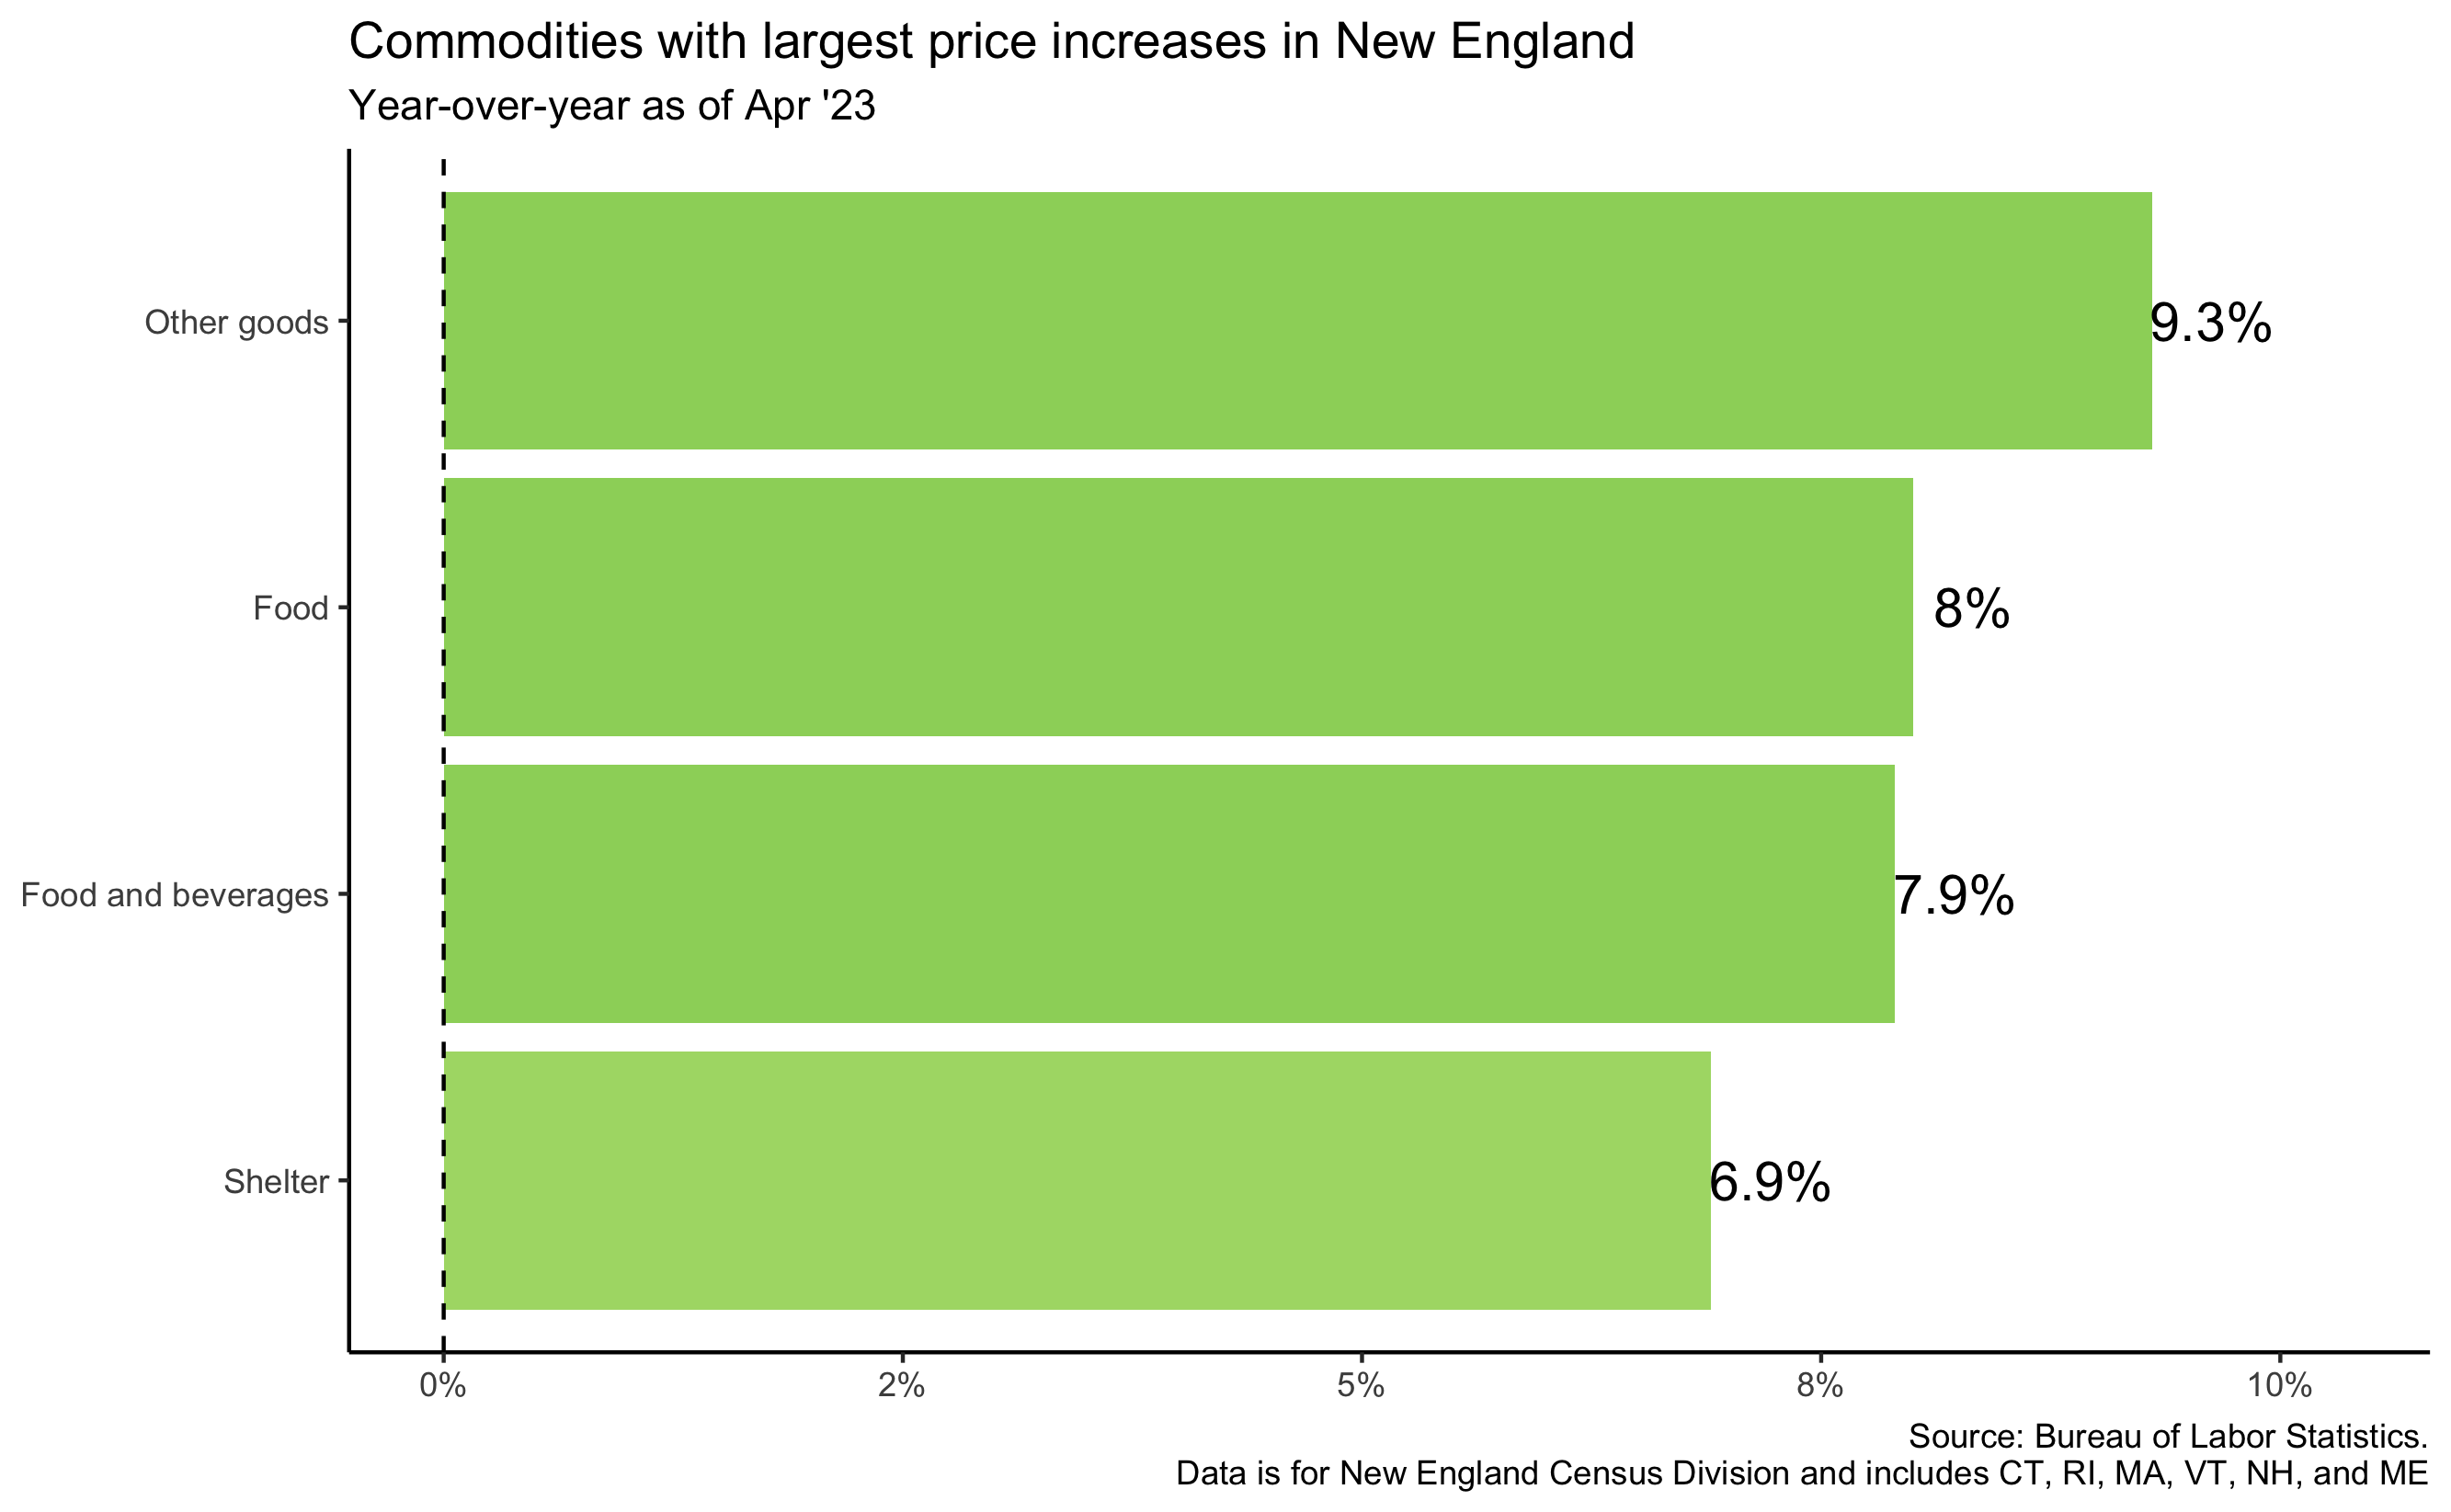 Commodities with largest price increases in New England
Year-over-year as of Apr '23
Other goods
9.3%
Food
8%
Food and beverages
7.9%
Shelter
6.9%
0%
2%
5%
8%
10%
Source: Bureau of Labor Statistics.
Data is for New England Census Division and includes CT, RI, MA, VT, NH, and ME